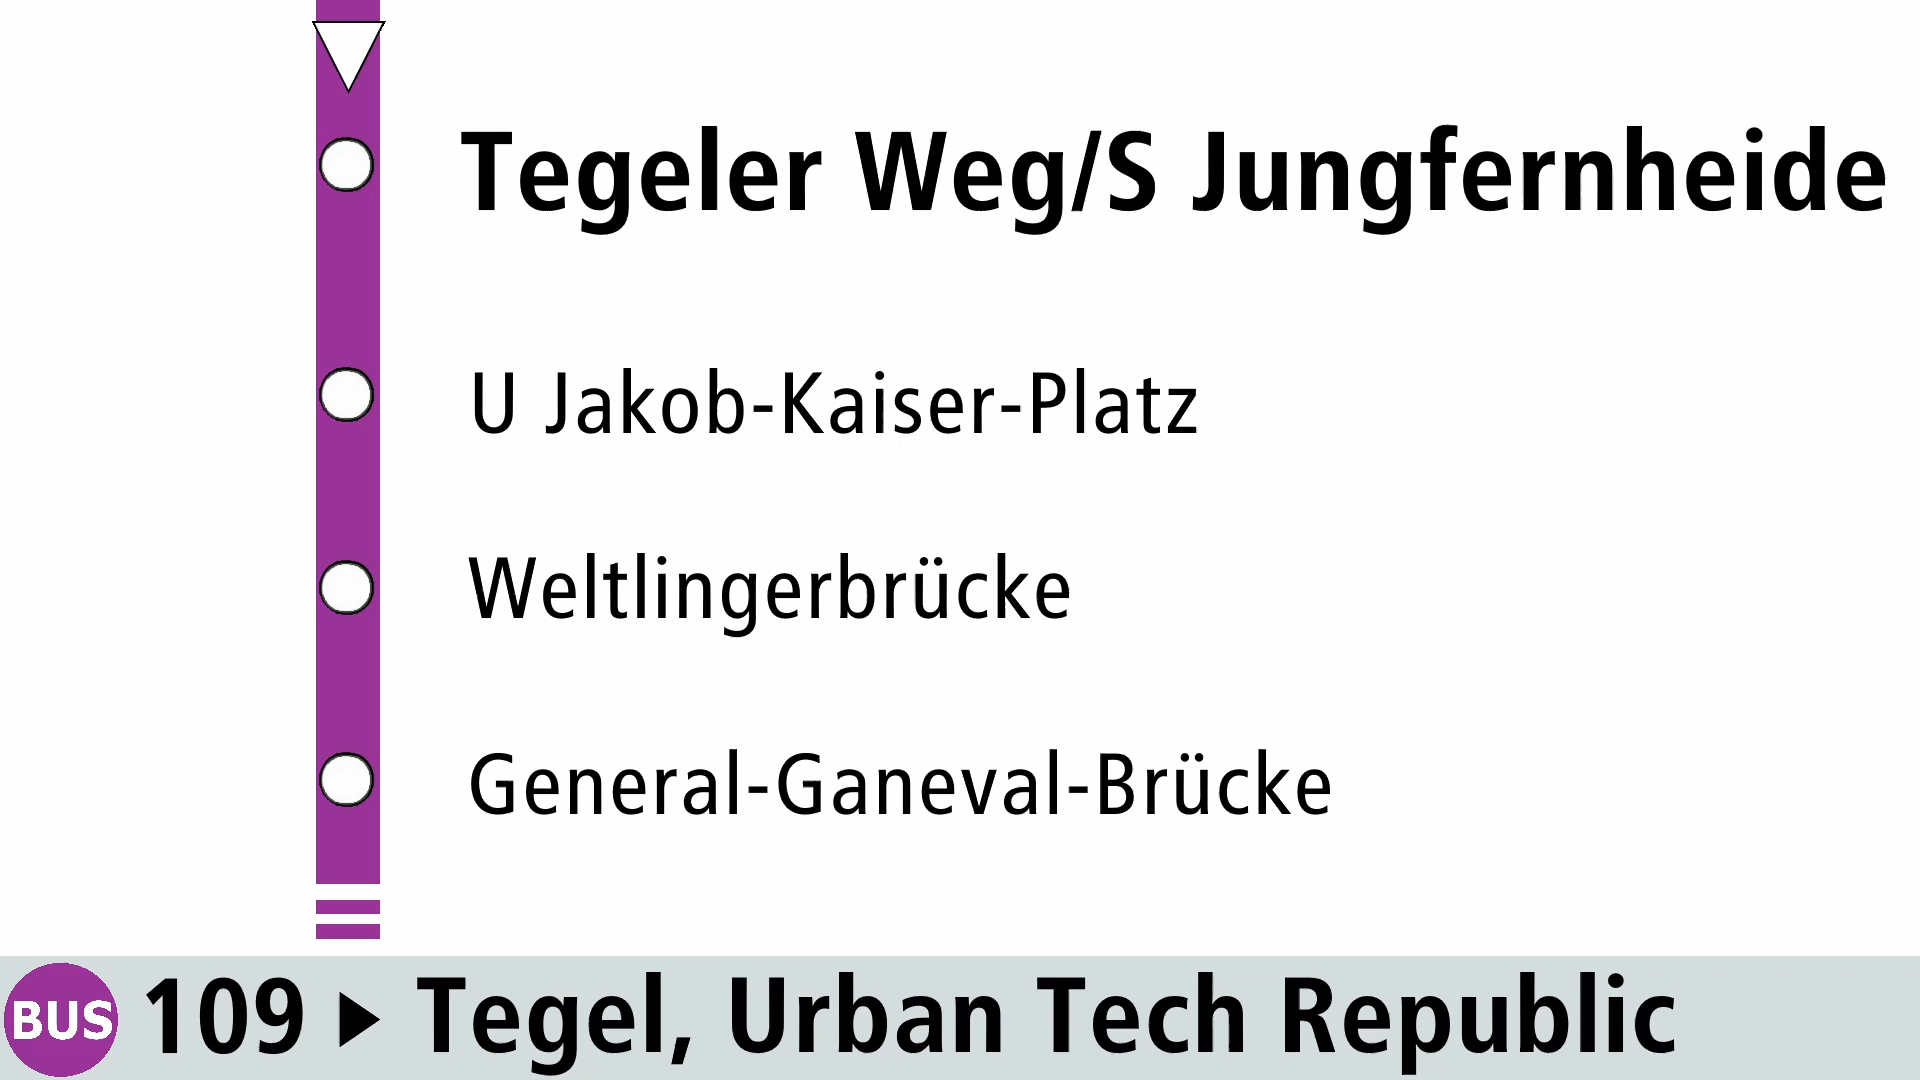 Tegeler Weg/S Jungfernheide
U Jakob-Kaiser-Platz
Weltlingerbrücke
General-Ganeval-Brücke
BUS 109 ▸ Tegel, Urban Tech Republic